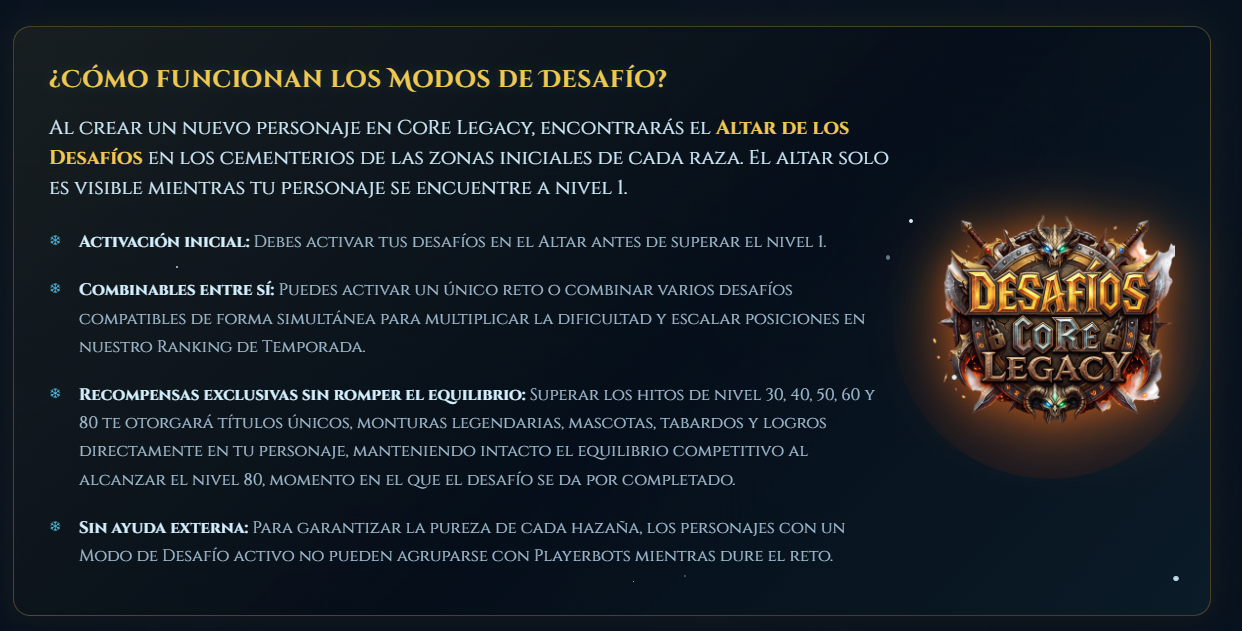 ¿Cómo funcionan los Modos de Desafío?
Al crear un nuevo personaje en CoRe Legacy, encontrarás el Altar de los
Desafíos en los cementerios de las zonas iniciales de cada raza. El altar solo
es visible mientras tu personaje se encuentre a nivel 1.
Activación inicial: Debes activar tus desafíos en el Altar antes de superar el nivel 1.
Combinables entre sí: Puedes activar un único reto o combinar varios desafíos
compatibles de forma simultánea para multiplicar la dificultad y escalar posiciones en
nuestro Ranking de Temporada.
Recompensas exclusivas sin romper el equilibrio: Superar los hitos de nivel 30, 40, 50, 60 y
80 te otorgará títulos únicos, monturas legendarias, mascotas, tabardos y logros
directamente en tu personaje, manteniendo intacto el equilibrio competitivo al
alcanzar el nivel 80, momento en el que el desafío se da por completado.
Sin ayuda externa: Para garantizar la pureza de cada hazaña, los personajes con un
Modo de Desafío activo no pueden agruparse con Playerbots mientras dure el reto.
DESAFÍOS
CoRe
LEGACY